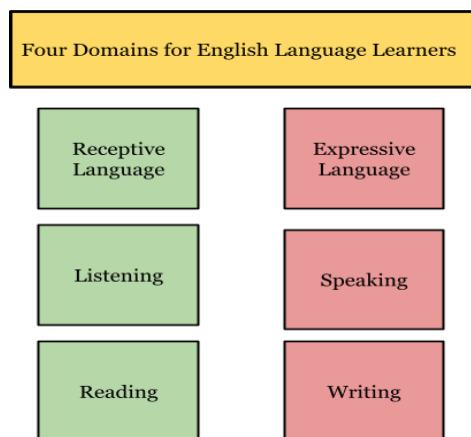 Four Domains for English Language Learners
Receptive
Language
Expressive
Language
Listening
Speaking
Reading
Writing